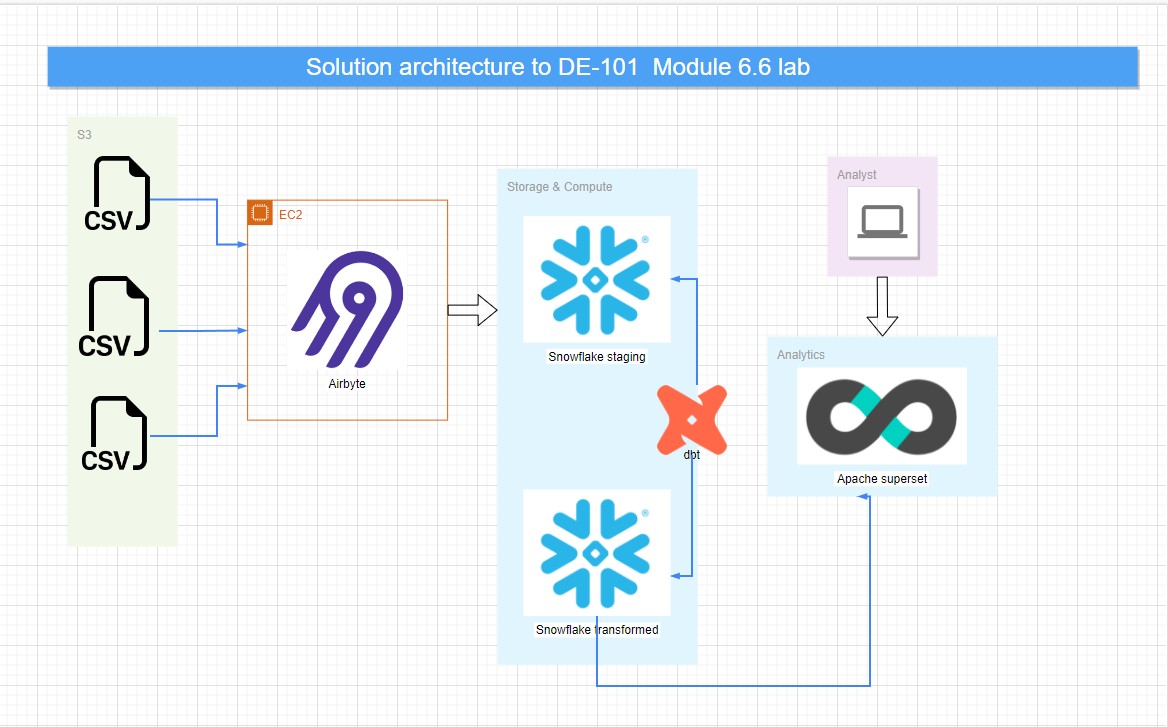 Solution architecture to DE-101  Module 6.6 lab
S3
CSV
CSV
CSV
EC2
Airbyte
Storage & Compute
®
Snowflake staging
dbt
®
Snowflake transformed
Analyst
Analytics
Apache superset